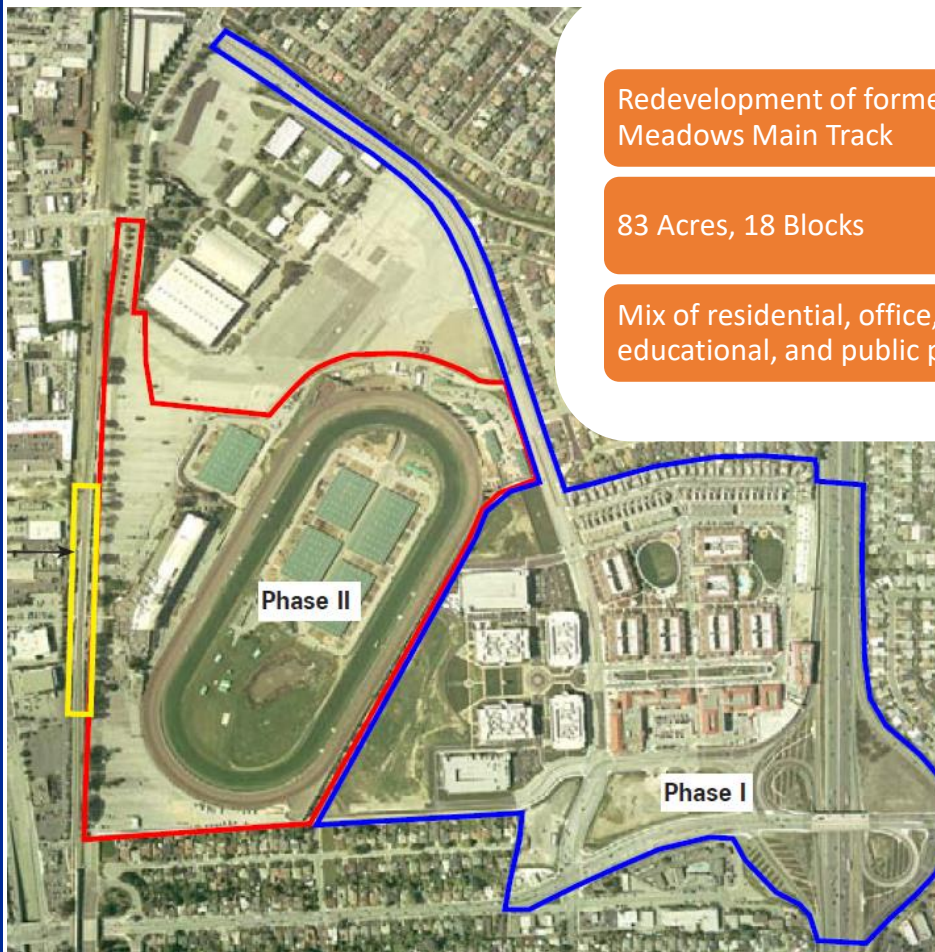 Redevelopment of
Meadows Main Track
83 Acres, 18 Blocks
Mix of residential, office,
educational, and public
Phase II
Phase I